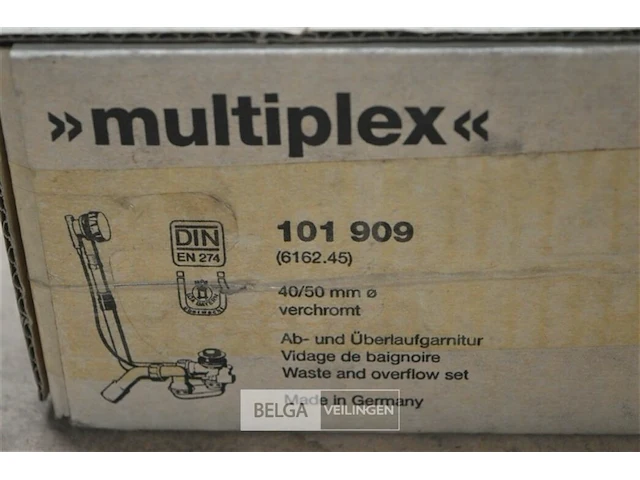 »multiplex«
DIN
EN 274
101 909
(6162.45)
40/50 mm ø
verchromt
Ab- und Überlaufgarnitur
Vidage de baignoire
Waste and overflow set
Made in Germany
BELGA VEILINGEN